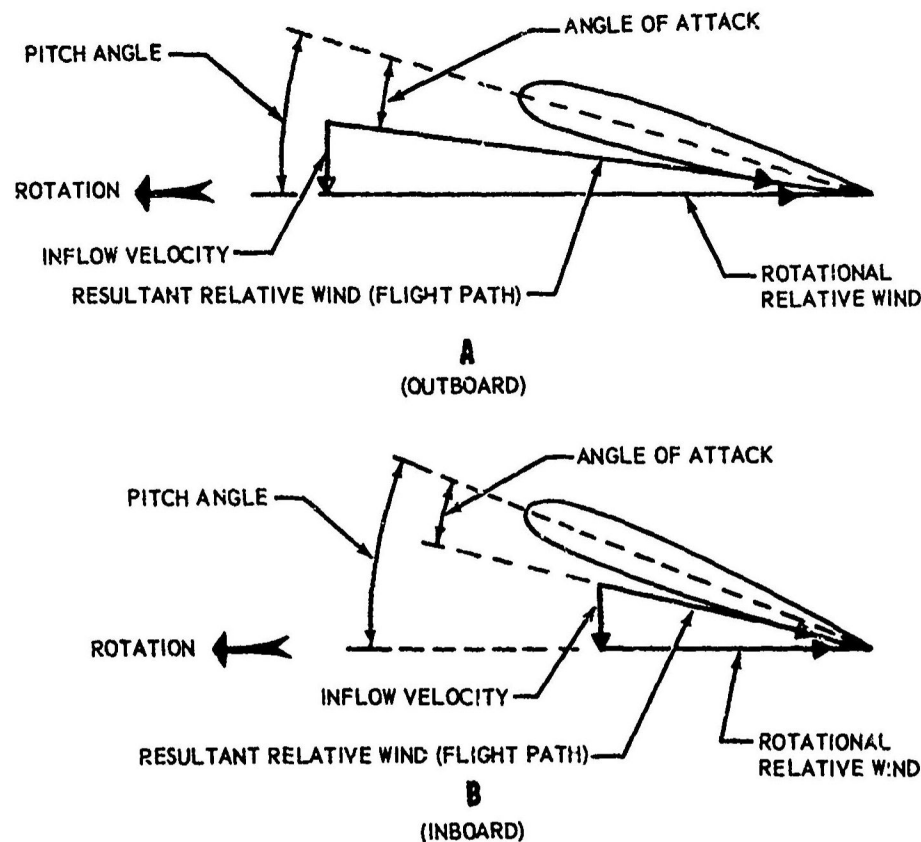 ANGLE OF ATTACK
PITCH ANGLE
ROTATION
INFLOW VELOCITY
RESULTANT RELATIVE WIND (FLIGHT PATH)
ROTATIONAL
RELATIVE WIND
A
(OUTBOARD)
ANGLE OF ATTACK
PITCH ANGLE
ROTATION
INFLOW VELOCITY
RESULTANT RELATIVE WIND (FLIGHT PATH)
ROTATIONAL
RELATIVE WIND
B
(INBOARD)